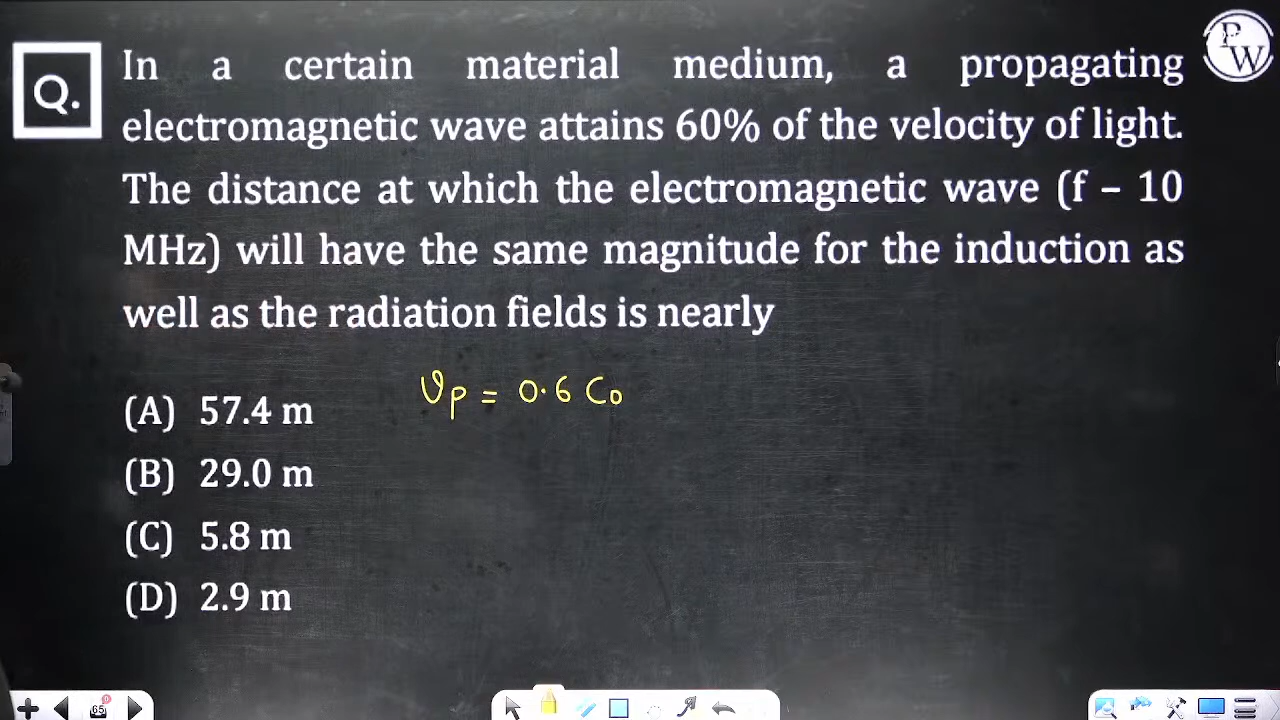 PW
Q.
In a certain material medium, a propagating
electromagnetic wave attains 60% of the velocity of light.
The distance at which the electromagnetic wave (f – 10
MHz) will have the same magnitude for the induction as
well as the radiation fields is nearly
(A) 57.4 m
(B) 29.0 m
(C) 5.8 m
(D) 2.9 m
υp = 0.6 C₀
65